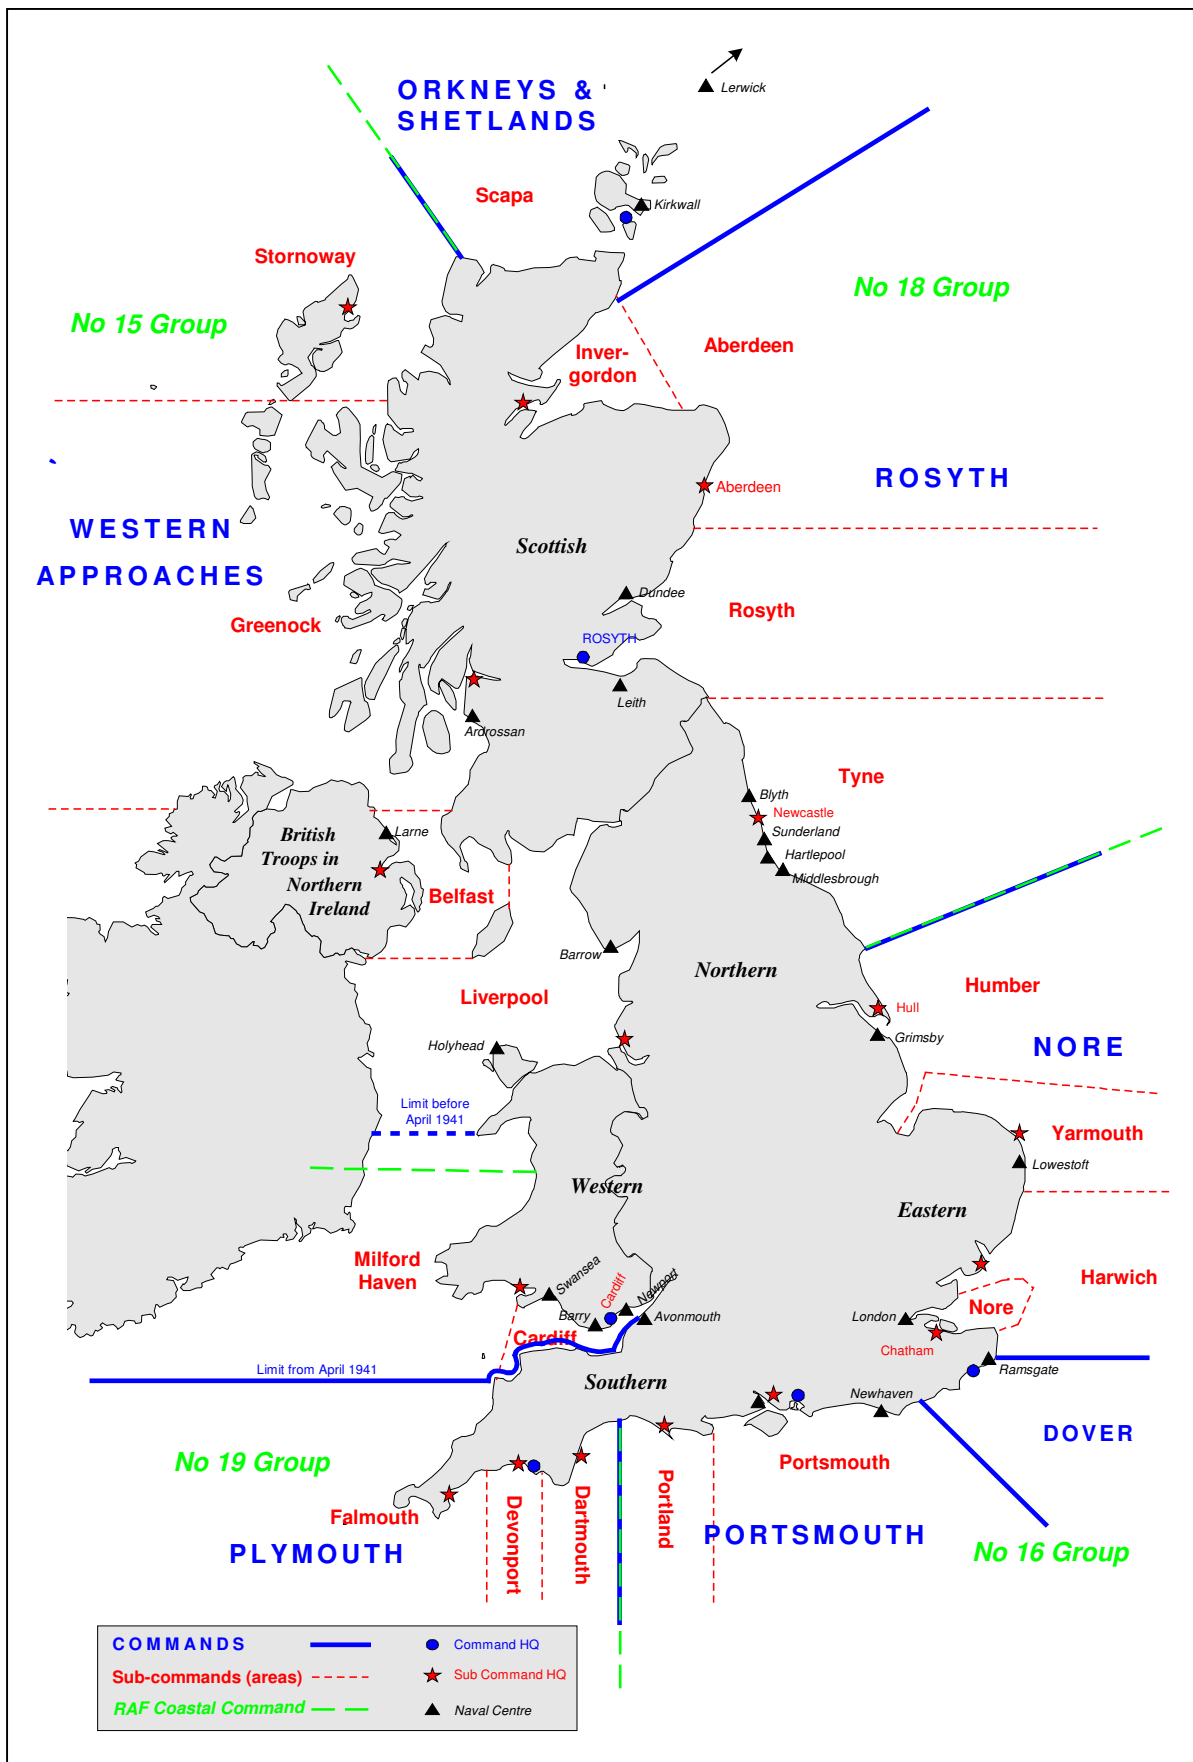 ORKNEYS &
SHETLANDS
Lerwick
Scapa
Kirkwall
Stornoway
No 18 Group
No 15 Group
Inver-
gordon
Aberdeen
ROSYTH
Aberdeen
WESTERN
APPROACHES
Scottish
Dundee
Rosyth
Greenock
ROSYTH
Leith
Ardrossan
Tyne
Blyth
Newcastle
Sunderland
Hartlepool
Middlesbrough
British
Troops in
Northern
Ireland
Larne
Belfast
Barrow
Northern
Liverpool
Humber
Hull
Grimsby
Holyhead
NORE
Limit before
April 1941
Yarmouth
Lowestoft
Western
Eastern
Milford
Haven
Swansea
Cardiff
Newport
Barry
Avonmouth
Cardiff
Harwich
Nore
London
Chatham
Ramsgate
Limit from April 1941
Southern
Newhaven
DOVER
No 19 Group
Portsmouth
Falmouth
Devonport
Dartmouth
Portland
PLYMOUTH
PORTSMOUTH
No 16 Group
COMMANDS
Command HQ
Sub-commands (areas)
Sub Command HQ
RAF Coastal Command
Naval Centre